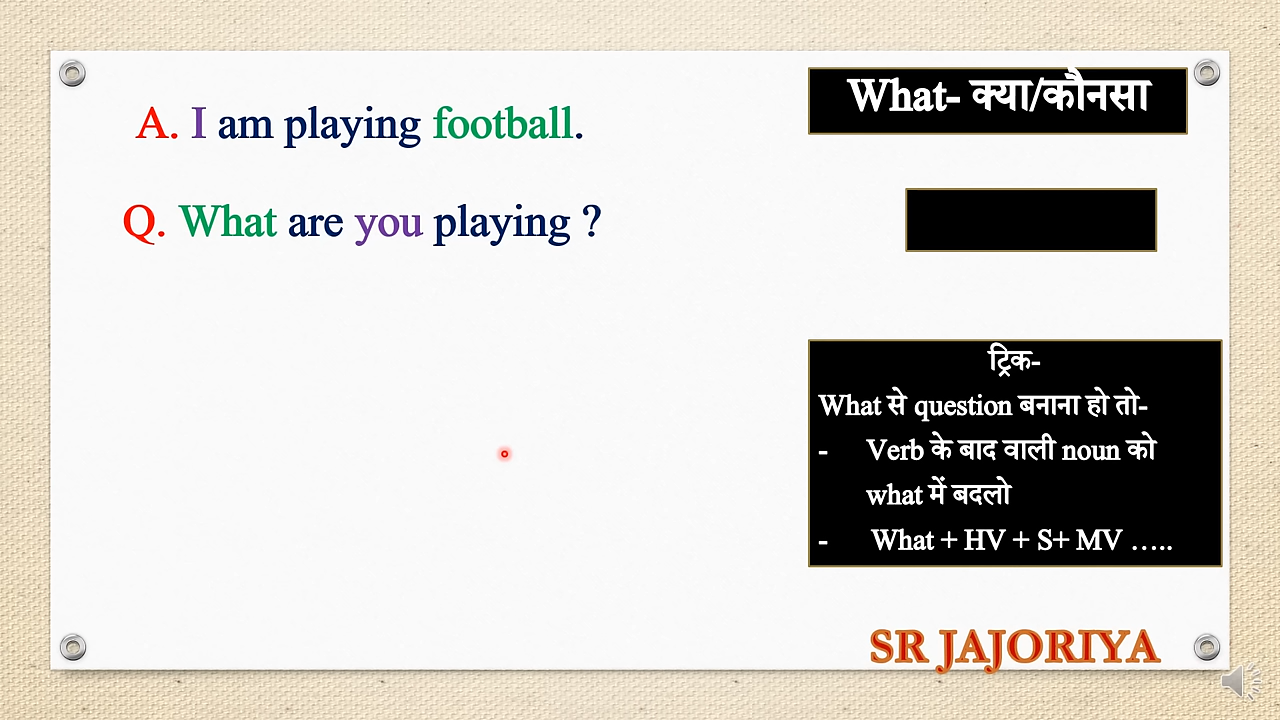 A. I am playing football.
Q. What are you playing ?
What- क्या/कौनसा
ट्रिक-
What से question बनाना हो तो-
- Verb के बाद वाली noun को
what में बदलो
- What + HV + S+ MV …..
SR JAJORIYA